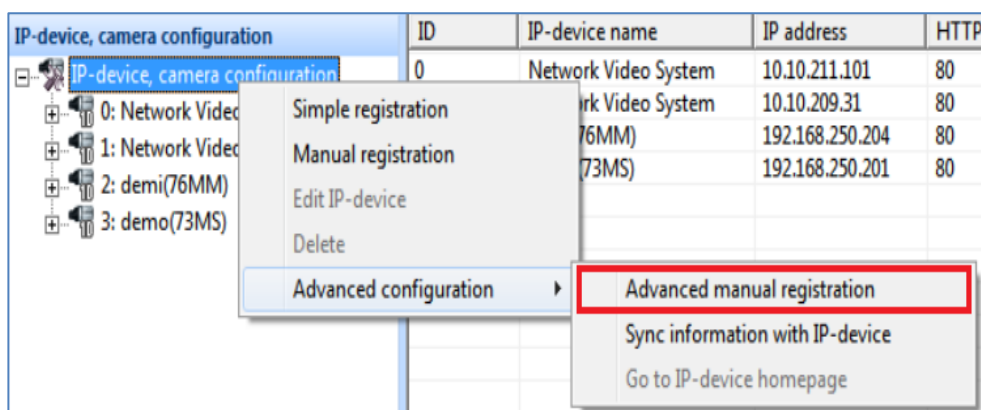 IP-device, camera configuration
ID IP-device name IP address HTTP
IP-device, camera configuration
0 Network Video System 10.10.211.101 80
0: Network Videc
rk Video System 10.10.209.31 80
1: Network Videc
76MM) 192.168.250.204 80
2: demi(76MM)
(73MS) 192.168.250.201 80
3: demo(73MS)
Simple registration
Manual registration
Edit IP-device
Delete
Advanced configuration
Advanced manual registration
Sync information with IP-device
Go to IP-device homepage